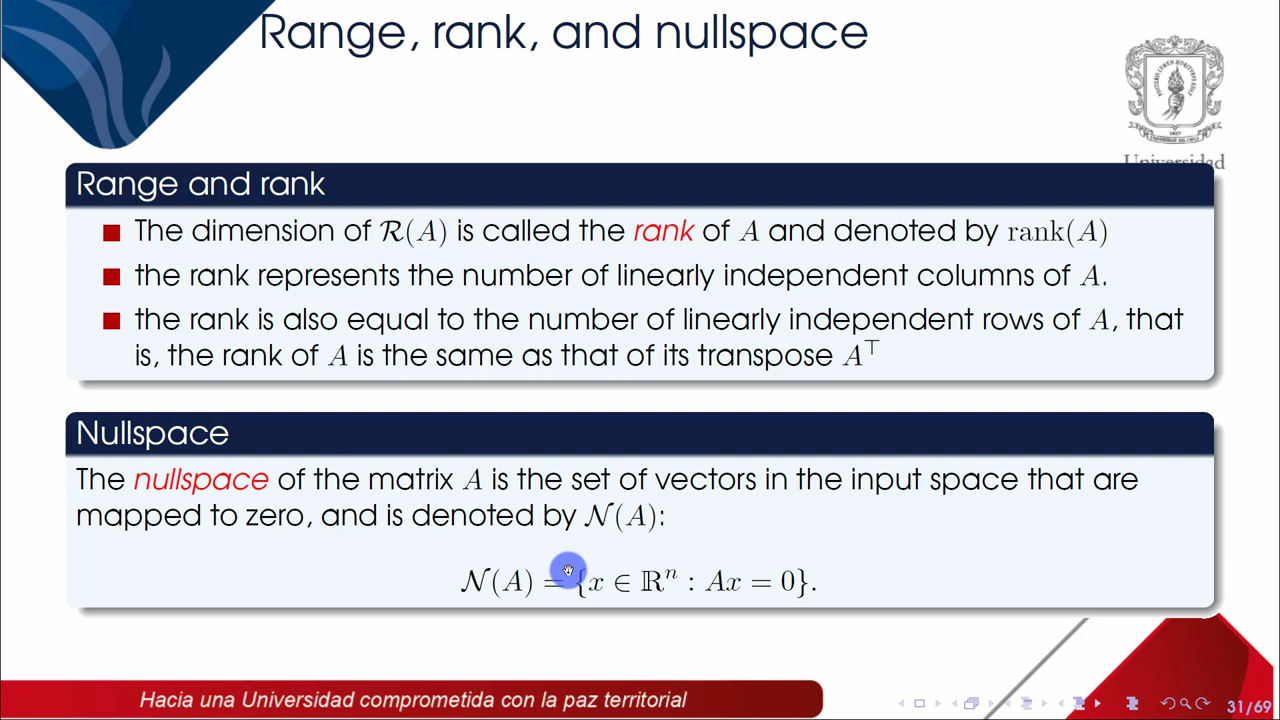 Range, rank, and nullspace
Universidad
Range and rank
The dimension of ℛ(A) is called the rank of A and denoted by rank(A)
the rank represents the number of linearly independent columns of A.
the rank is also equal to the number of linearly independent rows of A, that
is, the rank of A is the same as that of its transpose A⊤
Nullspace
The nullspace of the matrix A is the set of vectors in the input space that are
mapped to zero, and is denoted by 𝒩(A):
𝒩(A) = {x ∈ ℝⁿ : Ax = 0}.
Hacia una Universidad comprometida con la paz territorial
31/69